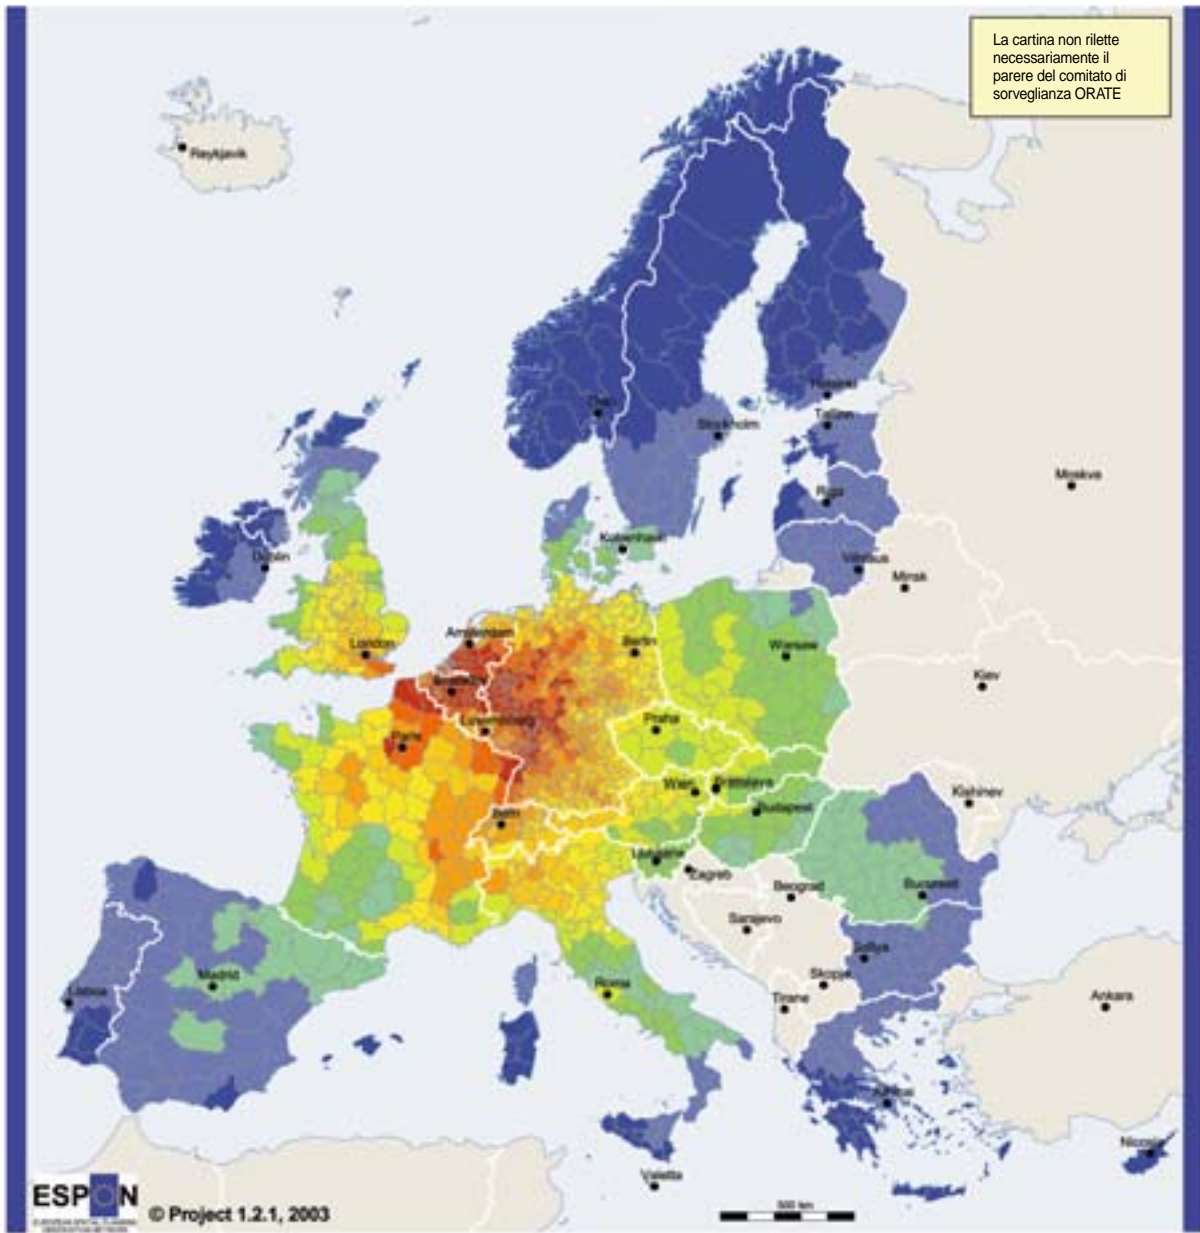 La cartina non rilette
necessariamente il
parere del comitato di
sorveglianza ORATE
Reykjavik
Oslo
Stockholm
Helsinki
Tallinn
Riga
Moskva
Dublin
København
Vilnius
Minsk
London
Amsterdam
Berlin
Warsaw
Kiev
Luxembourg
Paris
Praha
Wien
Bratislava
Budapest
Kishinev
Bern
Ljubljana
Zagreb
Beograd
Bucuresti
Sarajevo
Sofiya
Skopje
Madrid
Lisboa
Roma
Tirane
Ankara
Nicosia
Valletta
500 km
ESPON
© Project 1.2.1, 2003